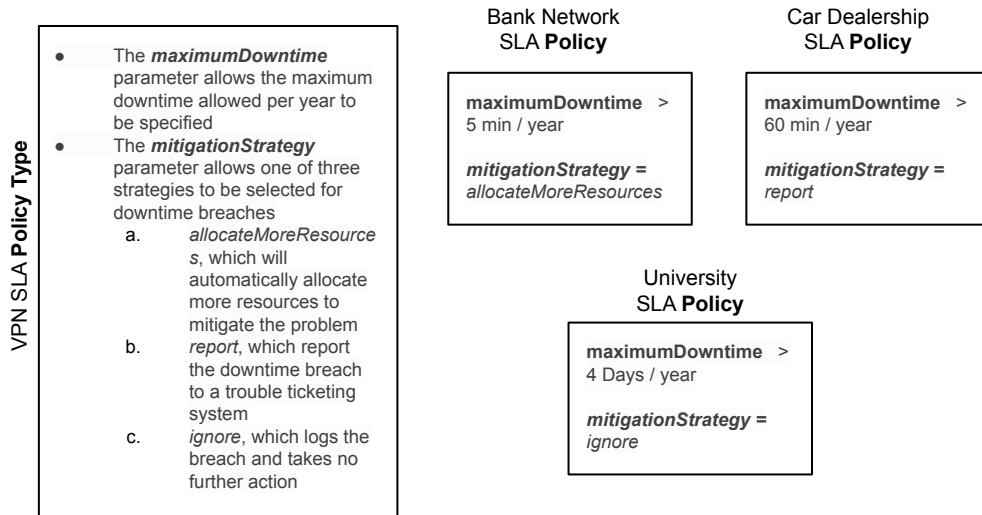 VPN SLA Policy Type
● The maximumDowntime
parameter allows the maximum
downtime allowed per year to
be specified
● The mitigationStrategy
parameter allows one of three
strategies to be selected for
downtime breaches
a. allocateMoreResource
s, which will
automatically allocate
more resources to
mitigate the problem
b. report, which report
the downtime breach
to a trouble ticketing
system
c. ignore, which logs the
breach and takes no
further action
Bank Network
SLA Policy
maximumDowntime >
5 min / year
mitigationStrategy =
allocateMoreResources
Car Dealership
SLA Policy
maximumDowntime >
60 min / year
mitigationStrategy =
report
University
SLA Policy
maximumDowntime >
4 Days / year
mitigationStrategy =
ignore